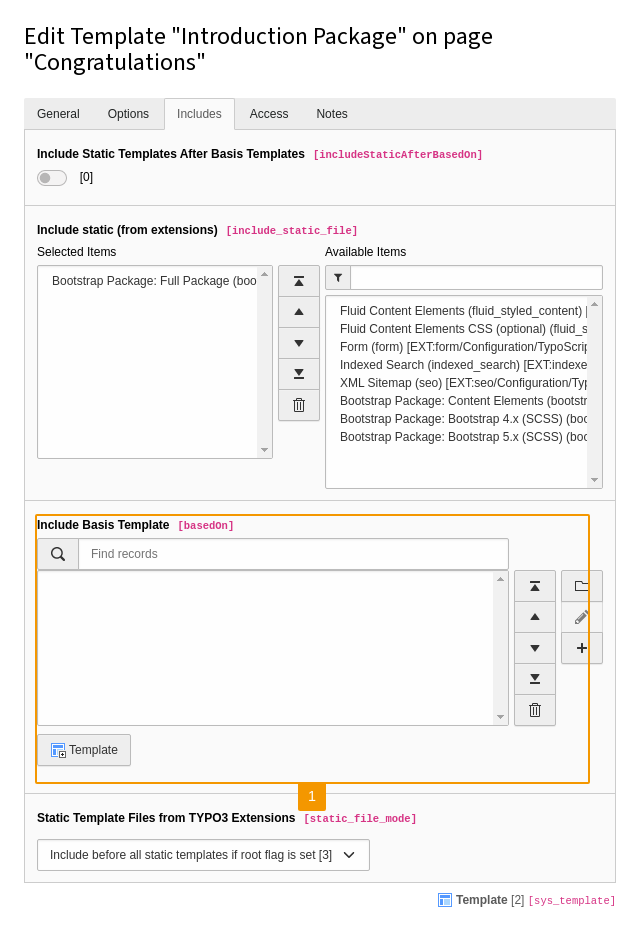 Edit Template "Introduction Package" on page
"Congratulations"
General Options Includes Access Notes
Include Static Templates After Basis Templates [includeStaticAfterBasedOn]
[0]
Include static (from extensions) [include_static_file]
Selected Items Available Items
Bootstrap Package: Full Package (boo
Fluid Content Elements (fluid_styled_content) [
Fluid Content Elements CSS (optional) (fluid_s
Form (form) [EXT:form/Configuration/TypoScrip
Indexed Search (indexed_search) [EXT:indexe
XML Sitemap (seo) [EXT:seo/Configuration/Typ
Bootstrap Package: Content Elements (bootstr
Bootstrap Package: Bootstrap 4.x (SCSS) (boo
Bootstrap Package: Bootstrap 5.x (SCSS) (boo
Include Basis Template [basedOn]
Find records
Template
1
Static Template Files from TYPO3 Extensions [static_file_mode]
Include before all static templates if root flag is set [3]
Template [2] [sys_template]